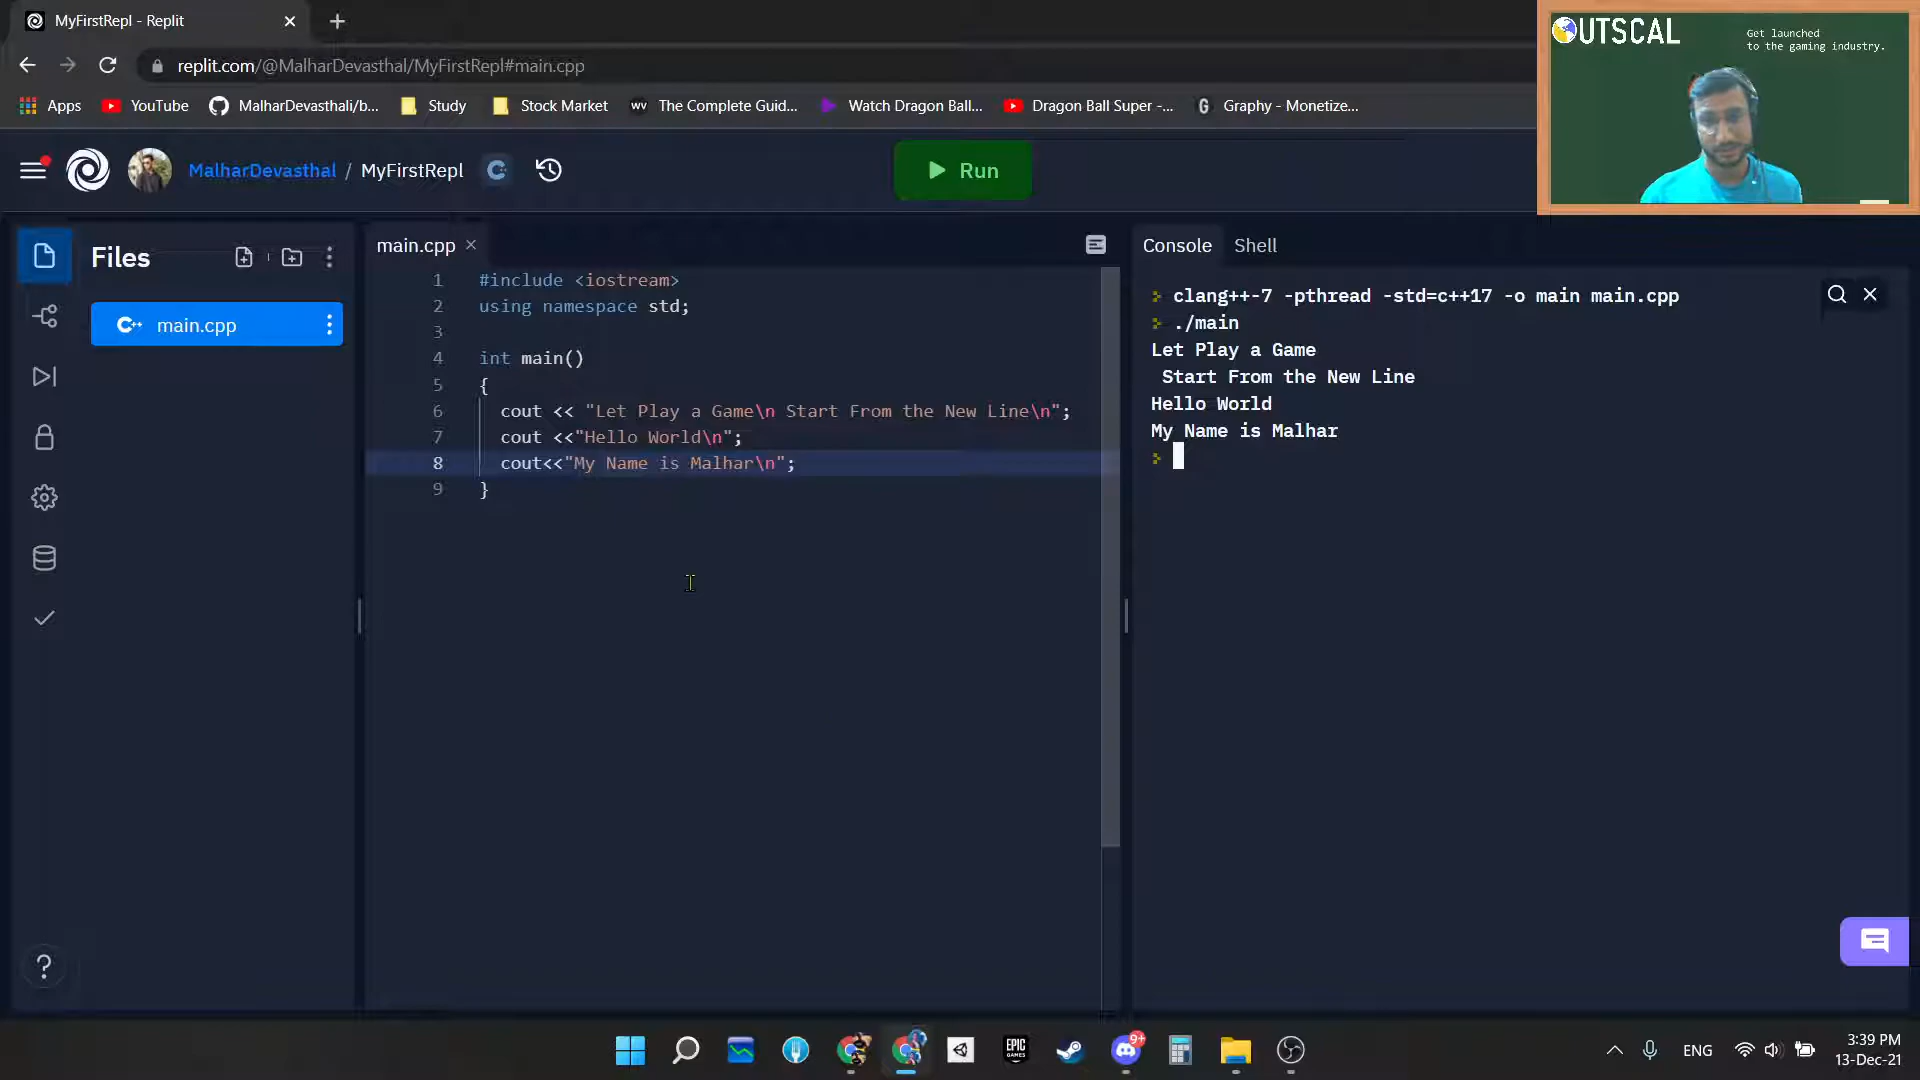 MyFirstRepl - Replit
replit.com/@MalharDevasthal/MyFirstRepl#main.cpp
Apps
YouTube
MalharDevasthali/b...
Study
Stock Market
WV
The Complete Guid...
Watch Dragon Ball...
Dragon Ball Super -...
G
Graphy - Monetize...
OUTSCAL
Get launched
to the gaming industry.
MalharDevasthal / MyFirstRepl
Run
Files
main.cpp
main.cpp
1 #include <iostream>
2 using namespace std;
3
4 int main()
5 {
6 cout << "Let Play a Game\n Start From the New Line\n";
7 cout <<"Hello World\n";
8 cout<<"My Name is Malhar\n";
9 }
Console
Shell
> clang++-7 -pthread -std=c++17 -o main main.cpp
> ./main
Let Play a Game
 Start From the New Line
Hello World
My Name is Malhar
>
?
EPIC
GAMES
9+
ENG
3:39 PM
13-Dec-21